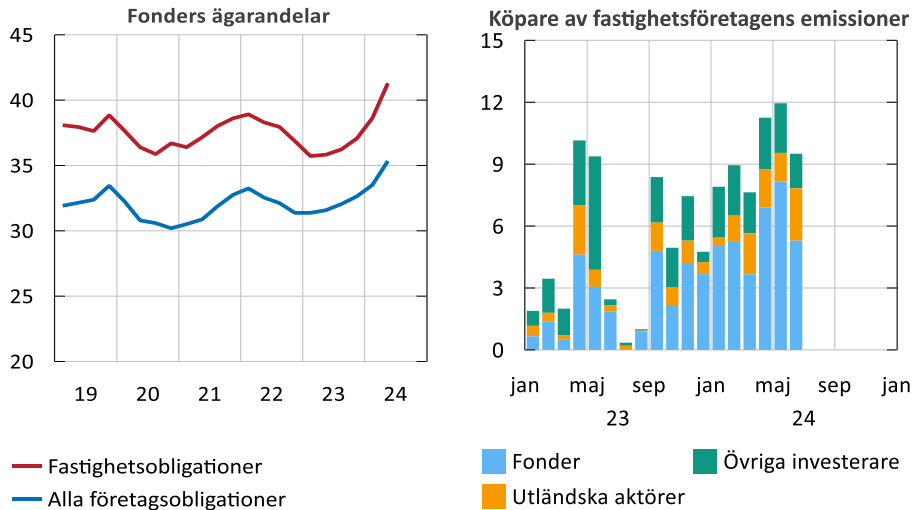 Fonders ägarandelar
45
40
35
30
25
20
19 20 21 22 23 24
Fastighetsobligationer
Alla företagsobligationer
Köpare av fastighetsföretagens emissioner
15
12
9
6
3
0
jan maj sep jan maj sep jan
23 24
Fonder Övriga investerare
Utländska aktörer